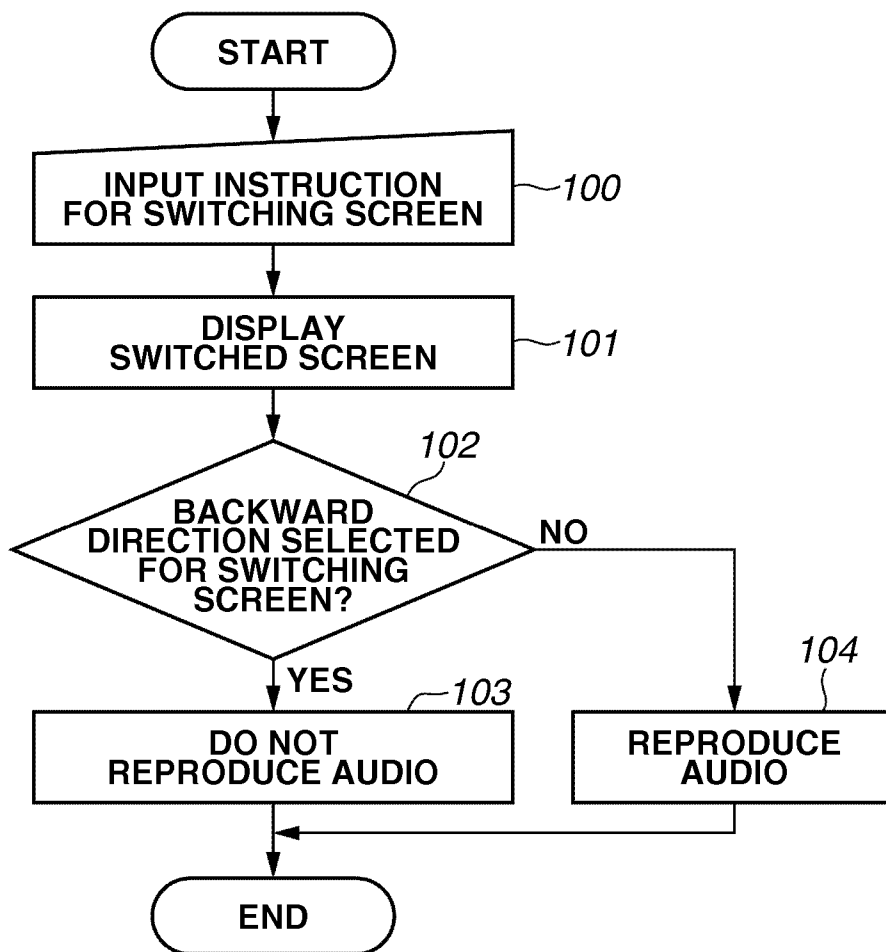 START
INPUT INSTRUCTION
FOR SWITCHING SCREEN
100
DISPLAY
SWITCHED SCREEN
101
102
BACKWARD
DIRECTION SELECTED
FOR SWITCHING
SCREEN?
NO
YES
103
104
DO NOT
REPRODUCE AUDIO
REPRODUCE
AUDIO
END